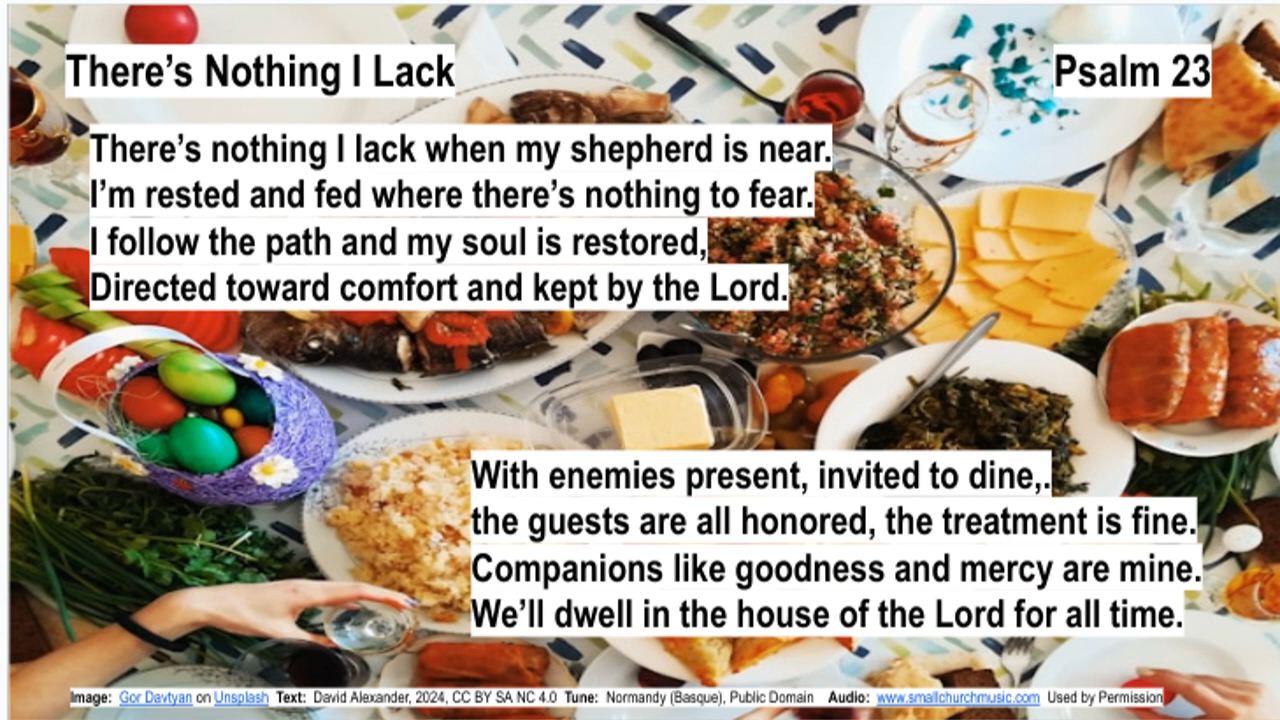 There’s Nothing I Lack
Psalm 23
There’s nothing I lack when my shepherd is near.
I’m rested and fed where there’s nothing to fear.
I follow the path and my soul is restored,
Directed toward comfort and kept by the Lord.
With enemies present, invited to dine,.
the guests are all honored, the treatment is fine.
Companions like goodness and mercy are mine.
We’ll dwell in the house of the Lord for all time.
Image: Gor Davtyan on Unsplash Text: David Alexander, 2024, CC BY SA NC 4.0 Tune: Normandy (Basque), Public Domain Audio: www.smallchurchmusic.com Used by Permission